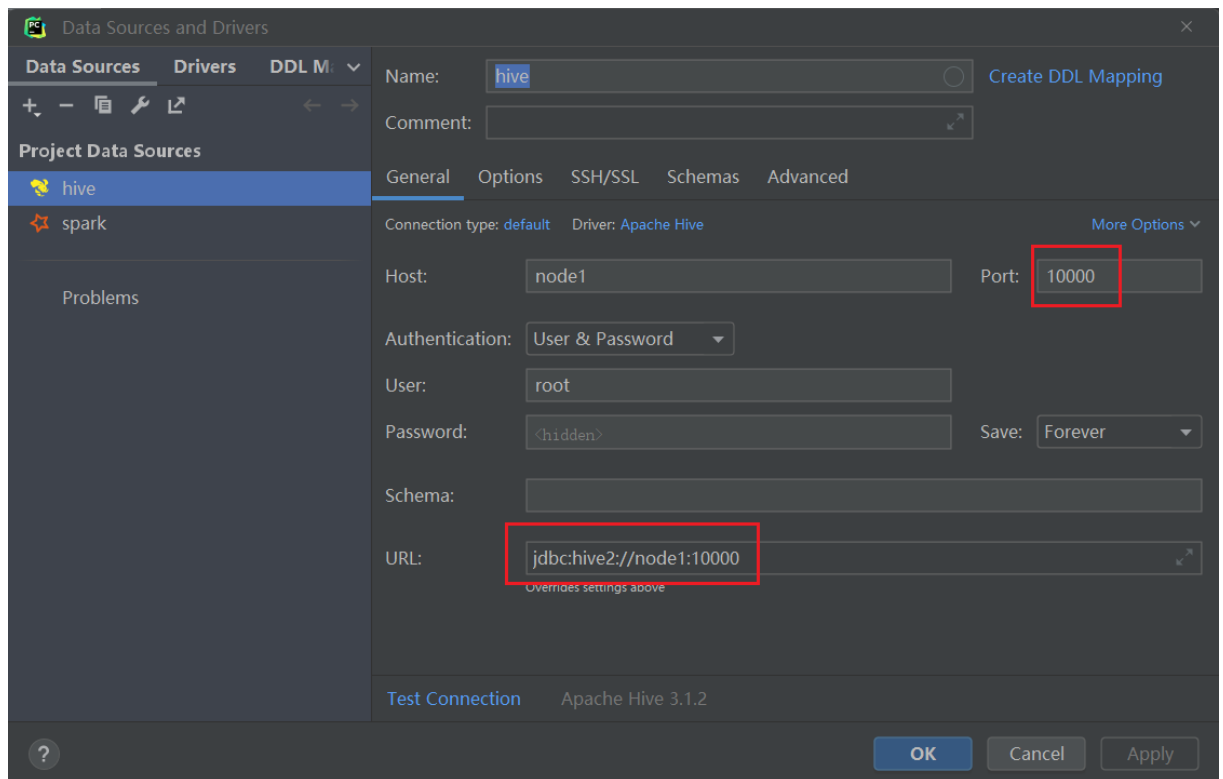 PC
Data Sources and Drivers
Data Sources Drivers DDL M
Name: hive Create DDL Mapping
Comment:
Project Data Sources
hive
spark
Problems
General Options SSH/SSL Schemas Advanced
Connection type: default Driver: Apache Hive More Options
Host: node1 Port: 10000
Authentication: User & Password
User: root
Password: <hidden> Save: Forever
Schema:
URL: jdbc:hive2://node1:10000
Overrides settings above
Test Connection Apache Hive 3.1.2
? OK Cancel Apply